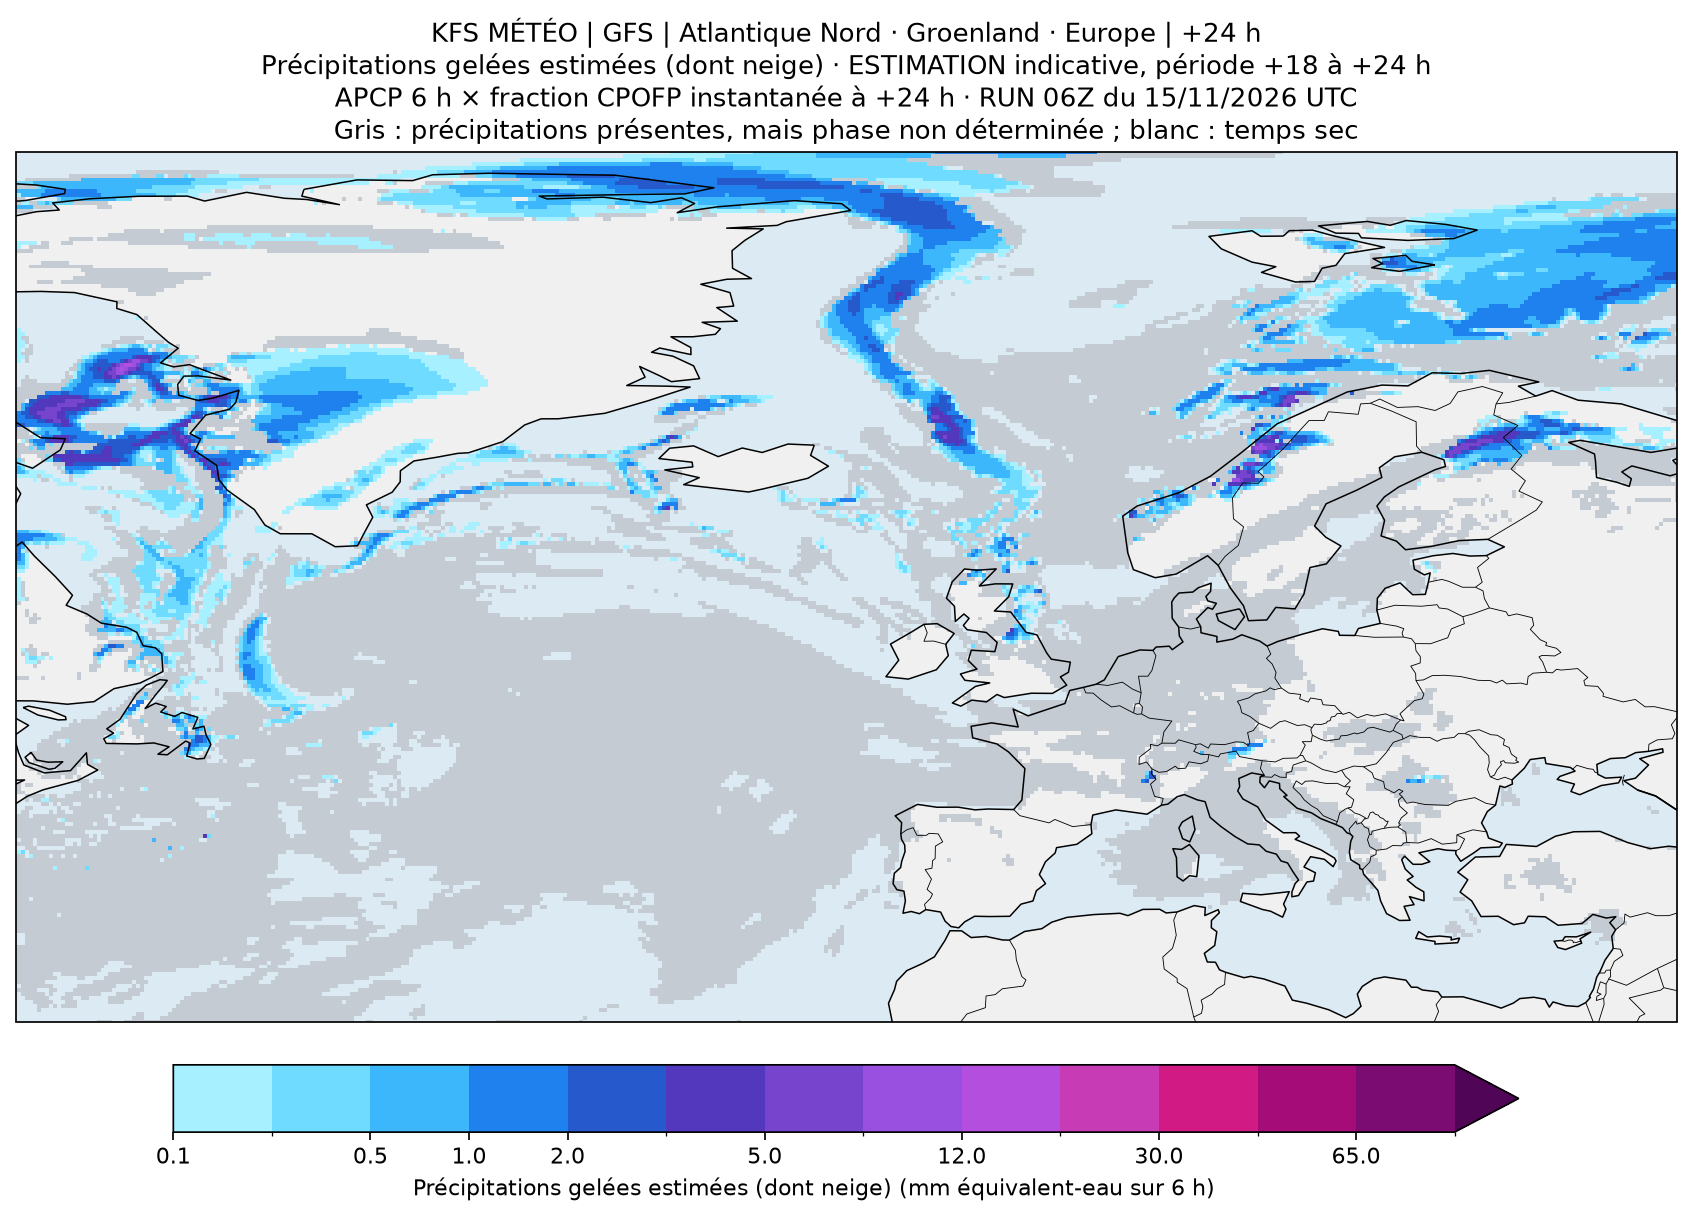 KFS MÉTÉO | GFS | Atlantique Nord · Groenland · Europe | +24 h
Précipitations gelées estimées (dont neige) · ESTIMATION indicative, période +18 à +24 h
APCP 6 h × fraction CPOFP instantanée à +24 h · RUN 06Z du 15/11/2026 UTC
Gris : précipitations présentes, mais phase non déterminée ; blanc : temps sec
0.1 0.5 1.0 2.0 5.0 12.0 30.0 65.0
Précipitations gelées estimées (dont neige) (mm équivalent-eau sur 6 h)